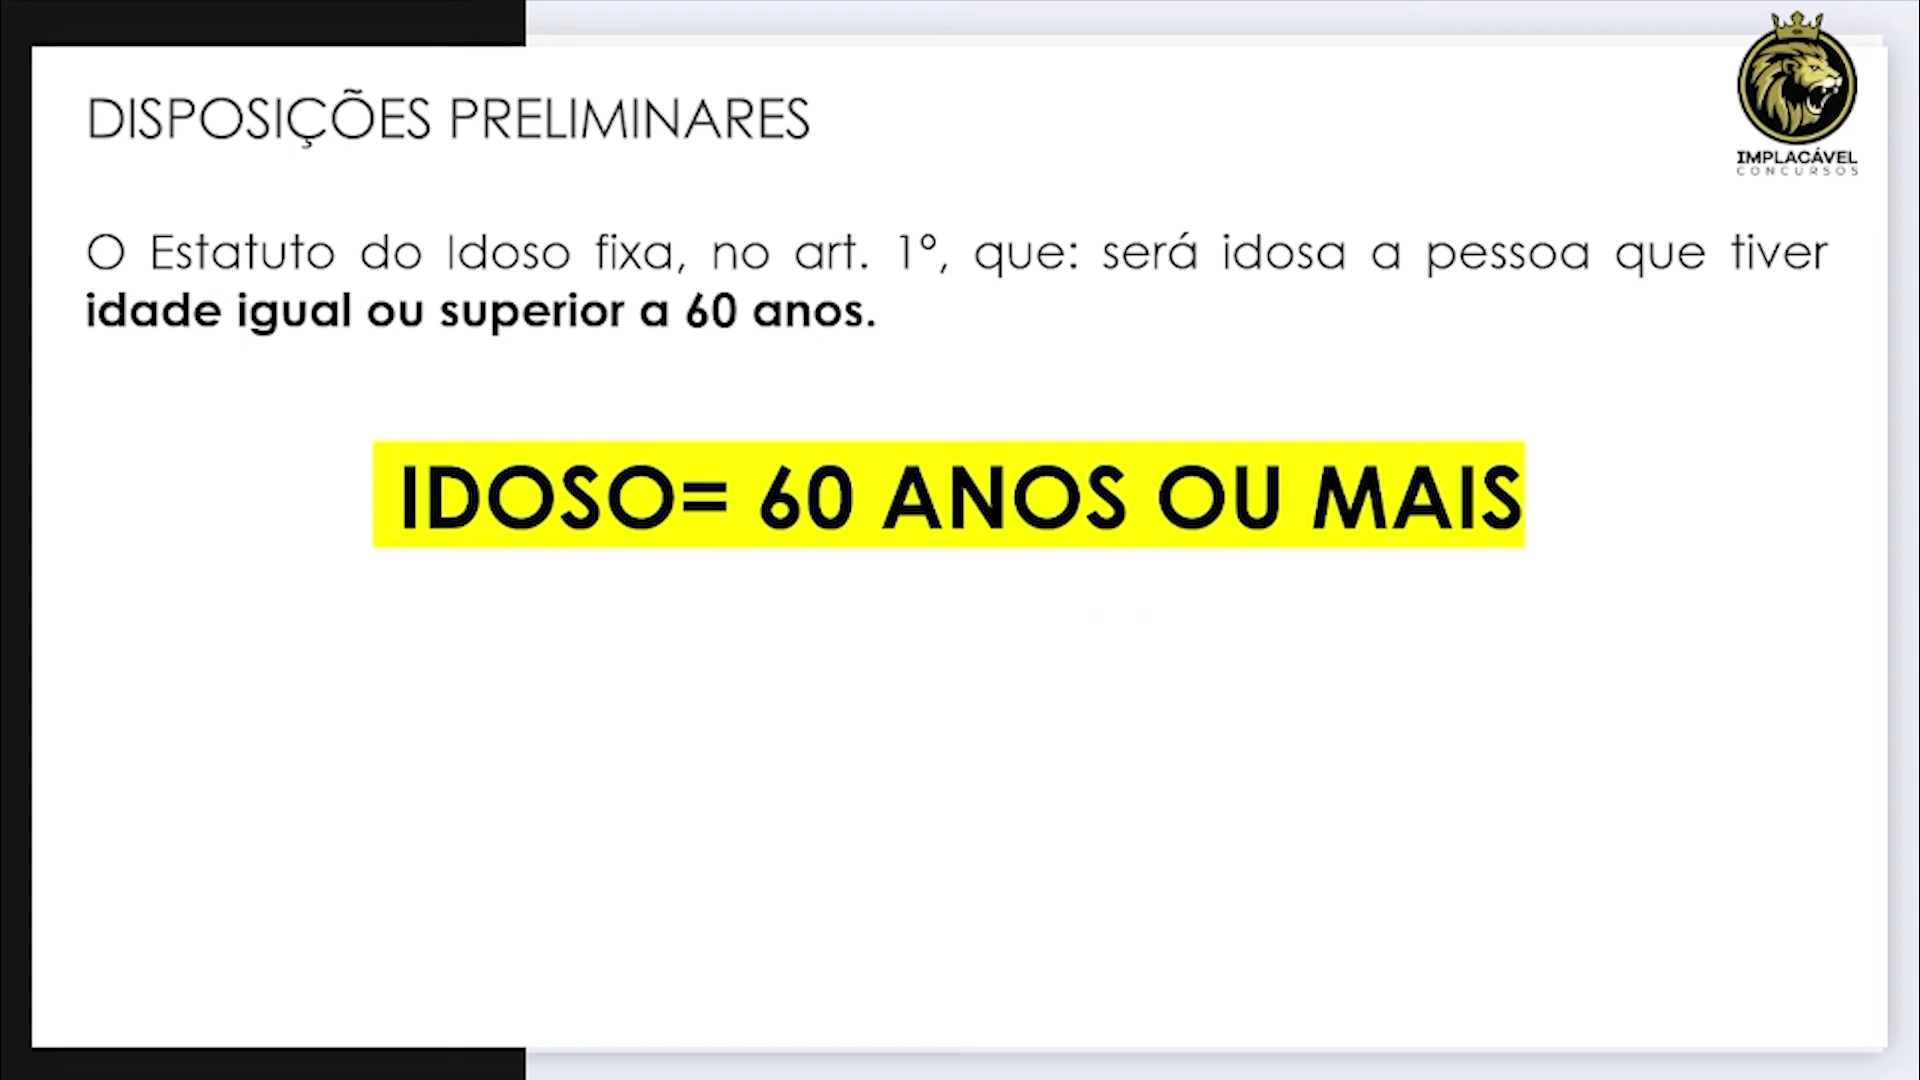 DISPOSIÇÕES PRELIMINARES
IMPLACÁVEL
CONCURSOS
O Estatuto do Idoso fixa, no art. 1º, que: será idosa a pessoa que tiver
idade igual ou superior a 60 anos.
IDOSO= 60 ANOS OU MAIS